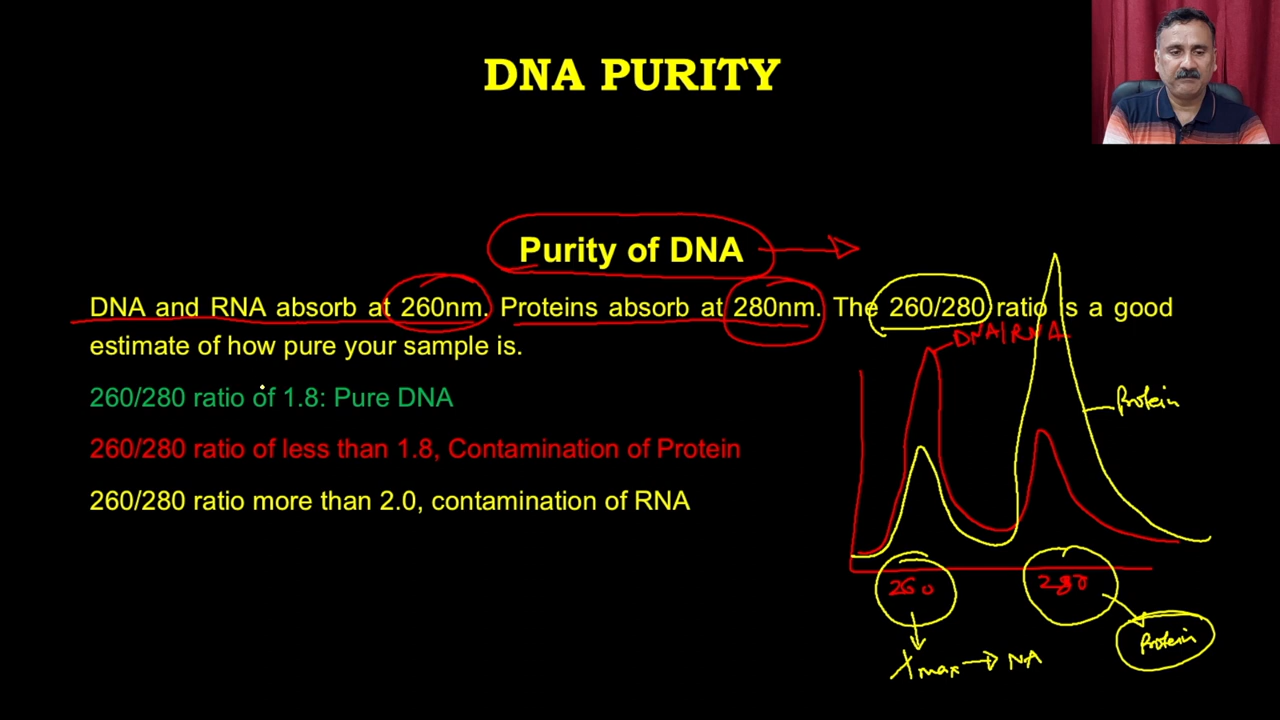 DNA PURITY
Purity of DNA
DNA and RNA absorb at 260nm. Proteins absorb at 280nm. The 260/280 ratio is a good
estimate of how pure your sample is.
260/280 ratio of 1.8: Pure DNA
260/280 ratio of less than 1.8, Contamination of Protein
260/280 ratio more than 2.0, contamination of RNA
DNA/RNA
Protein
260
280
Protein
λmax → NA